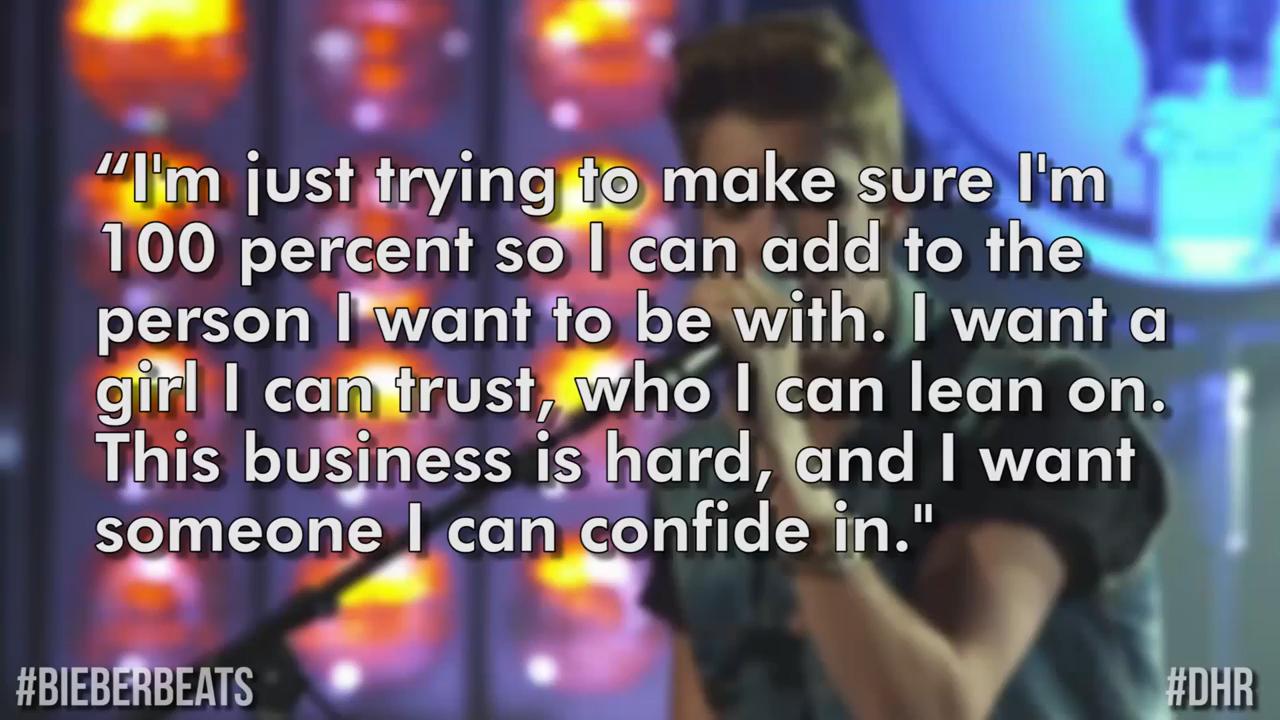 “I'm just trying to make sure I'm
100 percent so I can add to the
person I want to be with. I want a
girl I can trust, who I can lean on.
This business is hard, and I want
someone I can confide in."
#BIEBERBEATS
#DHR